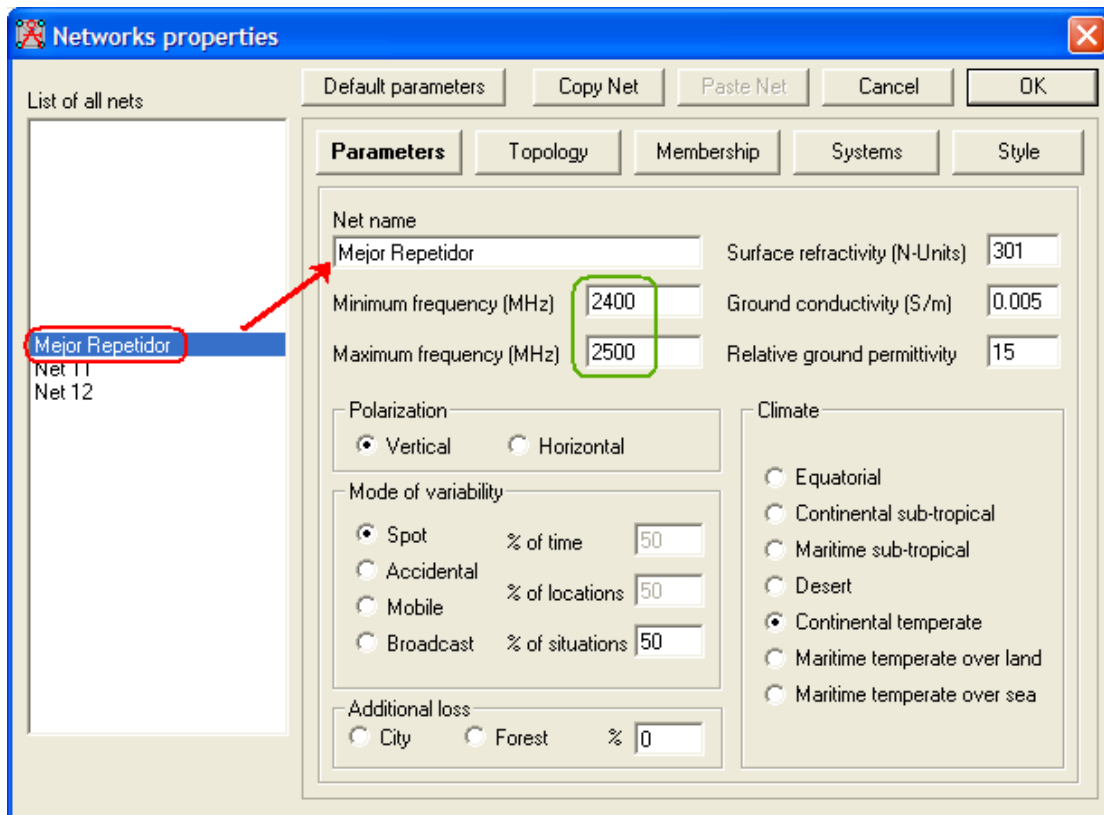 Networks properties
List of all nets
Default parameters Copy Net Paste Net Cancel OK
Mejor Repetidor
Net 11
Net 12
Parameters Topology Membership Systems Style
Net name
Mejor Repetidor
Surface refractivity (N-Units) 301
Minimum frequency (MHz) 2400
Ground conductivity (S/m) 0.005
Maximum frequency (MHz) 2500
Relative ground permittivity 15
Polarization
Vertical Horizontal
Mode of variability
Spot % of time 50
Accidental
% of locations 50
Mobile
Broadcast % of situations 50
Additional loss
City Forest % 0
Climate
Equatorial
Continental sub-tropical
Maritime sub-tropical
Desert
Continental temperate
Maritime temperate over land
Maritime temperate over sea